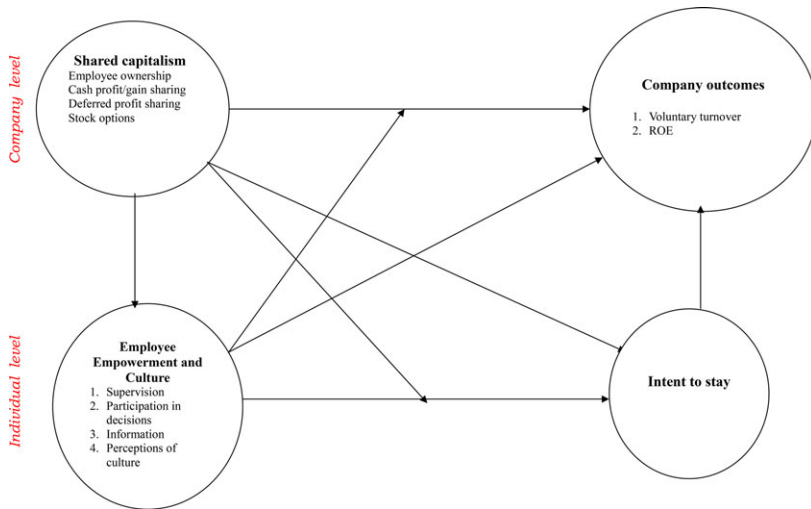 Company level
Shared capitalism
Employee ownership
Cash profit/gain sharing
Deferred profit sharing
Stock options
Company outcomes
1. Voluntary turnover
2. ROE
Individual level
Employee
Empowerment and
Culture
1. Supervision
2. Participation in
decisions
3. Information
4. Perceptions of
culture
Intent to stay